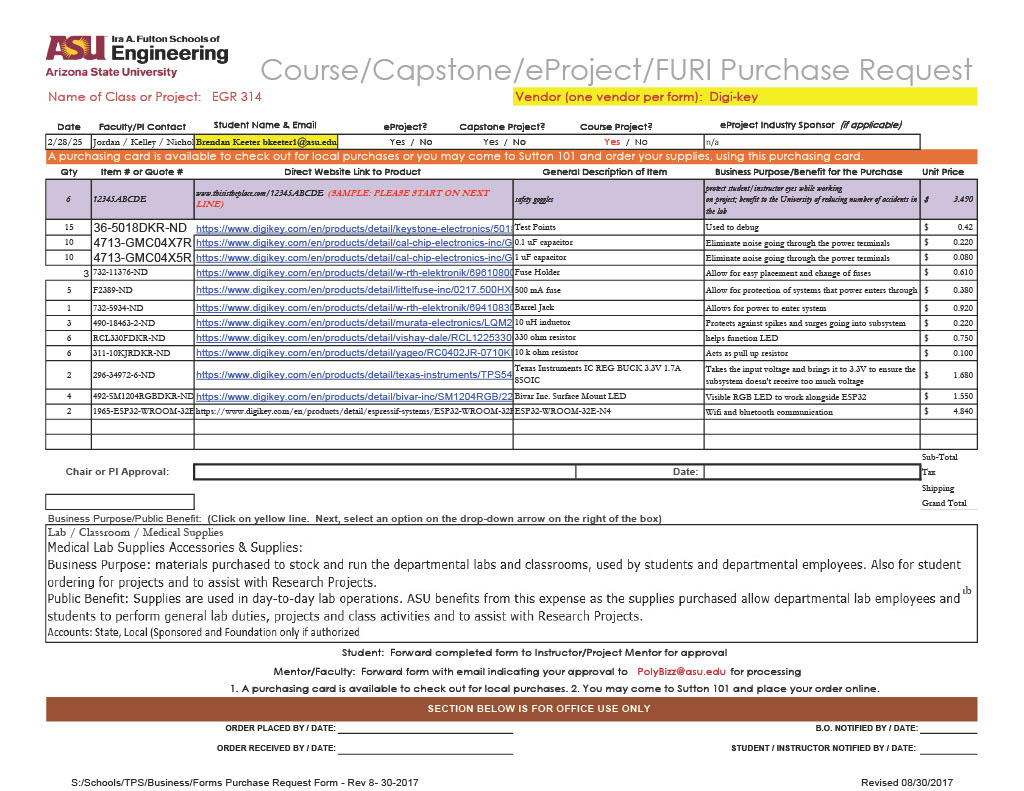 ASU Ira A. Fulton Schools of
Engineering
Arizona State University
Course/Capstone/eProject/FURI Purchase Request
Name of Class or Project: EGR 314
Vendor (one vendor per form): Digi-key
Date Faculty/PI Contact Student Name & Email eProject? Capstone Project? Course Project? eProject Industry Sponsor (if applicable)
2/28/25 Jordan / Kelley / Nichol Brendan Keeter bkeeter1@asu.edu Yes / No Yes / No Yes / No n/a
A purchasing card is available to check out for local purchases or you may come to Sutton 101 and order your supplies, using this purchasing card.
Qty Item # or Quote # Direct Website Link to Product General Description of Item Business Purpose/Benefit for the Purchase Unit Price
6 12345ABCDE www.thisistheplace.com/12345ABCDE (SAMPLE: PLEASE START ON NEXT LINE) safety goggles protect student/instructor eyes while working on project; benefit to the University of reducing number of accidents in the lab $ 3.490
15 36-5018DKR-ND https://www.digikey.com/en/products/detail/keystone-electronics/501 Test Points Used to debug $ 0.42
10 4713-GMC04X7R https://www.digikey.com/en/products/detail/cal-chip-electronics-inc/G 0.1 uF capacitor Eliminate noise going through the power terminals $ 0.220
10 4713-GMC04X5R https://www.digikey.com/en/products/detail/cal-chip-electronics-inc/G 1 uF capacitor Eliminate noise going through the power terminals $ 0.080
3 732-11376-ND https://www.digikey.com/en/products/detail/w-rth-elektronik/69610800 Fuse Holder Allow for easy placement and change of fuses $ 0.610
5 F2389-ND https://www.digikey.com/en/products/detail/littelfuse-inc/0217.500HX 500 mA fuse Allow for protection of systems that power enters through $ 0.380
1 732-5934-ND https://www.digikey.com/en/products/detail/w-rth-elektronik/69410830 Barrel Jack Allows for power to enter system $ 0.920
3 490-18463-2-ND https://www.digikey.com/en/products/detail/murata-electronics/LQM2 10 uH inductor Protects against spikes and surges going into subsystem $ 0.220
6 RCL330FDKR-ND https://www.digikey.com/en/products/detail/vishay-dale/RCL1225330 330 ohm resistor helps function LED $ 0.750
6 311-10KJRDKR-ND https://www.digikey.com/en/products/detail/yageo/RC0402JR-0710K 10 k ohm resistor Acts as pull up resistor $ 0.100
2 296-34972-6-ND https://www.digikey.com/en/products/detail/texas-instruments/TPS54 Texas Instruments IC REG BUCK 3.3V 1.7A 8SOIC Takes the input voltage and brings it to 3.3V to ensure the subsystem doesn't receive too much voltage $ 1.680
4 492-SM1204RGBDKR-ND https://www.digikey.com/en/products/detail/bivar-inc/SM1204RGB/22 Bivar Inc. Surface Mount LED Visible RGB LED to work alongside ESP32 $ 1.550
2 1965-ESP32-WROOM-32E https://www.digikey.com/en/products/detail/espressif-systems/ESP32-WROOM-32E ESP32-WROOM-32E-N4 Wifi and bluetooth communication $ 4.840
Sub-Total
Chair or PI Approval: Date: Tax
Shipping
Grand Total
Business Purpose/Public Benefit: (Click on yellow line. Next, select an option on the drop-down arrow on the right of the box)
Lab / Classroom / Medical Supplies
Medical Lab Supplies Accessories & Supplies:
Business Purpose: materials purchased to stock and run the departmental labs and classrooms, used by students and departmental employees. Also for student
ordering for projects and to assist with Research Projects.
Public Benefit: Supplies are used in day-to-day lab operations. ASU benefits from this expense as the supplies purchased allow departmental lab employees and
students to perform general lab duties, projects and class activities and to assist with Research Projects.
Accounts: State, Local (Sponsored and Foundation only if authorized
Student: Forward completed form to Instructor/Project Mentor for approval
Mentor/Faculty: Forward form with email indicating your approval to PolyBizz@asu.edu for processing
1. A purchasing card is available to check out for local purchases. 2. You may come to Sutton 101 and place your order online.
SECTION BELOW IS FOR OFFICE USE ONLY
ORDER PLACED BY / DATE: B.O. NOTIFIED BY / DATE:
ORDER RECEIVED BY / DATE: STUDENT / INSTRUCTOR NOTIFIED BY / DATE:
S:/Schools/TPS/Business/Forms Purchase Request Form - Rev 8- 30-2017 Revised 08/30/2017